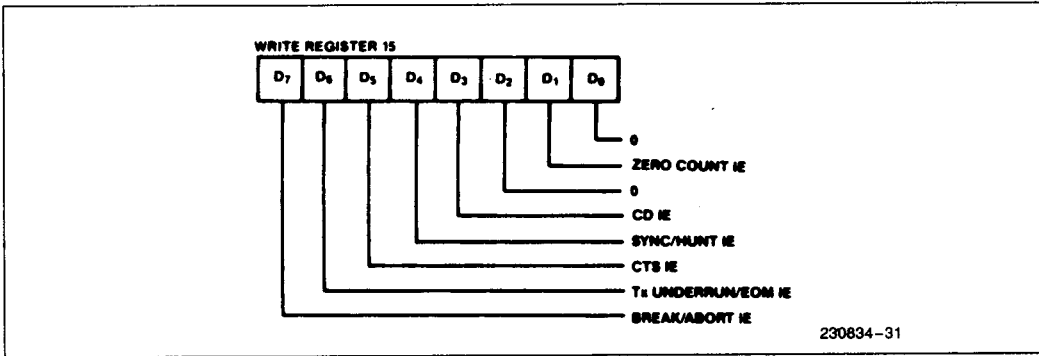 WRITE REGISTER 15
D7 D6 D5 D4 D3 D2 D1 D0
0
ZERO COUNT IE
0
CD IE
SYNC/HUNT IE
CTS IE
Tx UNDERRUN/EOM IE
BREAK/ABORT IE
230834-31